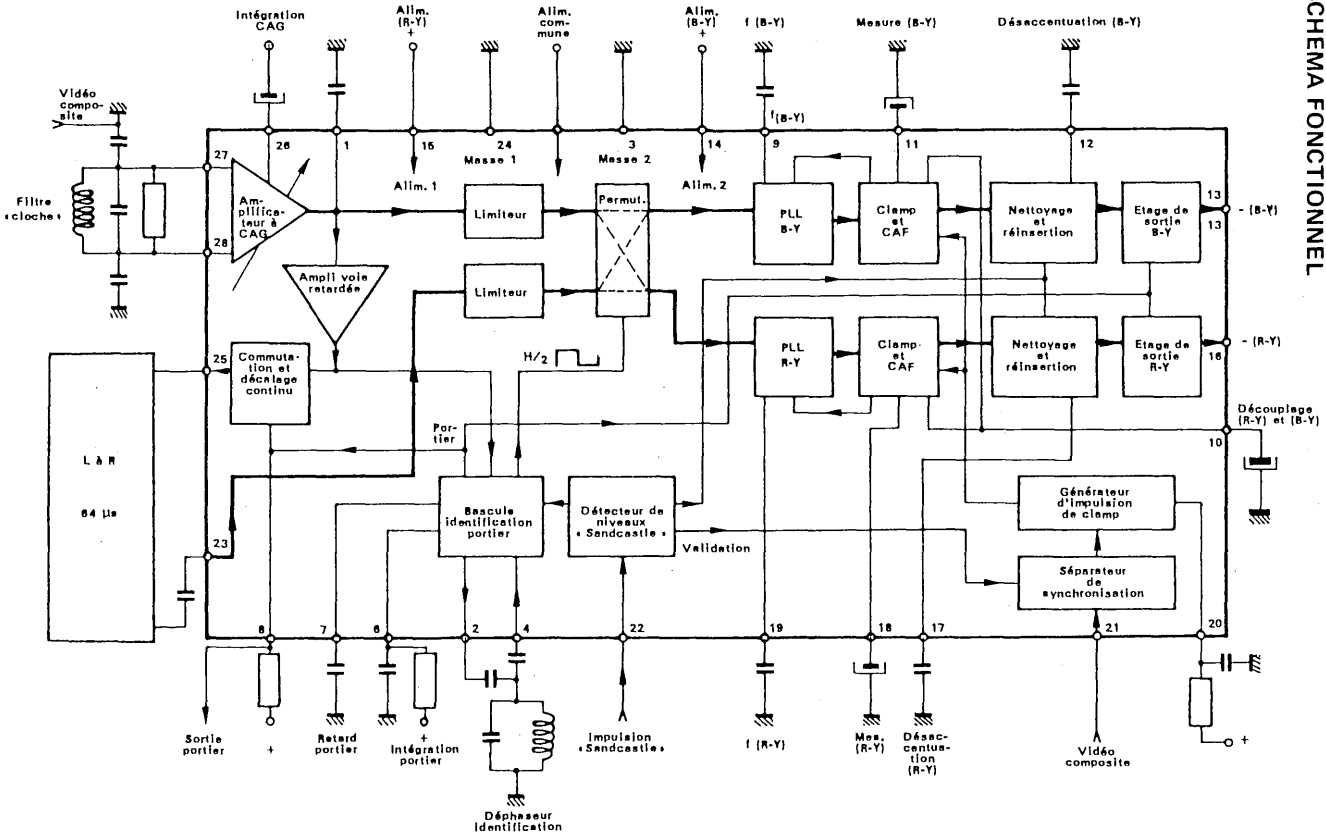 CHEMA FONCTIONNEL
Intégration
CAG
Alim.
(R-Y)
+
Alim.
com-
mune
Alim.
(B-Y)
+
f (B-Y)
Mesure (B-Y)
Désaccentuation (B-Y)
Vidéo
compo-
site
f(B-Y)
26
1
15
24
3
14
9
11
12
Masse 1
Masse 2
Alim. 1
Alim. 2
27
28
Filtre
«cloche»
Am-
plifica-
teur à
CAG
Limiteur
Permut.
PLL
B-Y
Clamp
et
CAF
Nettoyage
et
réinsertion
Etage de
sortie
B-Y
13
13
- (B-Y)
Ampli voie
retardée
Limiteur
H/2
PLL
R-Y
Clamp
et
CAF
Nettoyage
et
réinsertion
Etage de
sortie
R-Y
16
- (R-Y)
25
Commuta-
tion et
décalage
continu
Por-
tier
Découplage
(R-Y) et (B-Y)
10
L à R
64 µs
Bascule
identification
portier
Détecteur de
niveaux
« Sandcastle »
Validation
Générateur
d'impulsion
de clamp
Séparateur
de
synchronisation
23
8
7
6
2
4
22
19
18
17
21
20
Sortie
portier
+
Retard
portier
+
Intégration
portier
Impulsion
«Sandcastle»
f (R-Y)
Mes.
(R-Y)
Désac-
centua-
tion
(R-Y)
Vidéo
composite
+
Déphaseur
identification